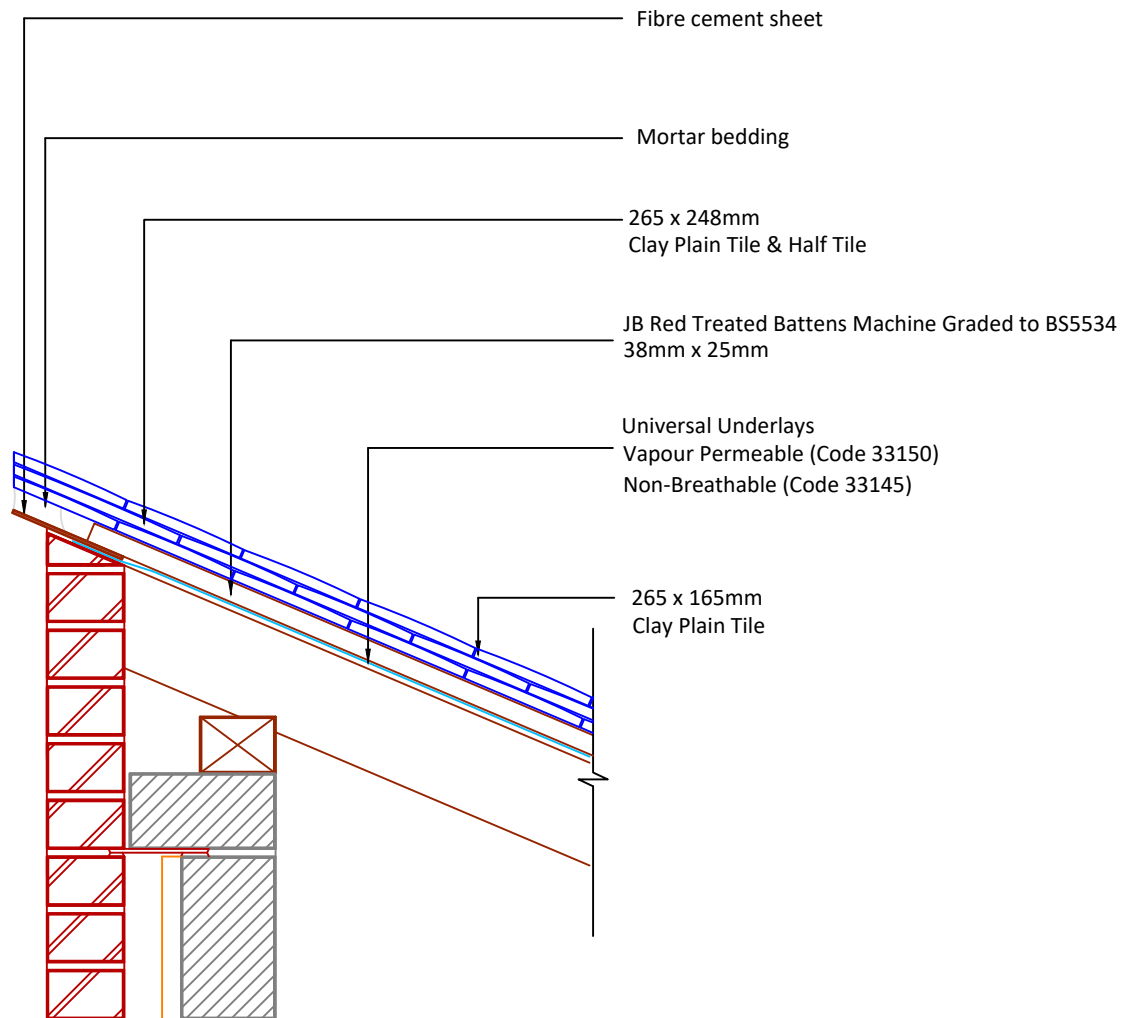 Fibre cement sheet
Mortar bedding
265 x 248mm
Clay Plain Tile & Half Tile
JB Red Treated Battens Machine Graded to BS5534
38mm x 25mm
Universal Underlays
Vapour Permeable (Code 33150)
Non-Breathable (Code 33145)
265 x 165mm
Clay Plain Tile